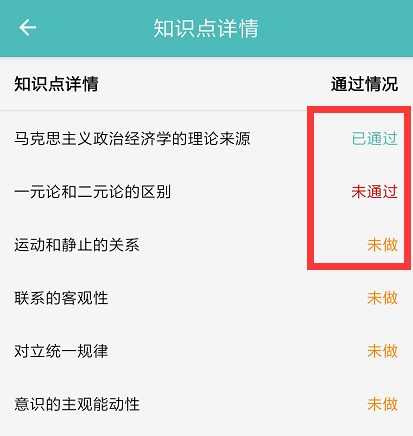 知识点详情
知识点详情 通过情况
马克思主义政治经济学的理论来源 已通过
一元论和二元论的区别 未通过
运动和静止的关系 未做
联系的客观性 未做
对立统一规律 未做
意识的主观能动性 未做